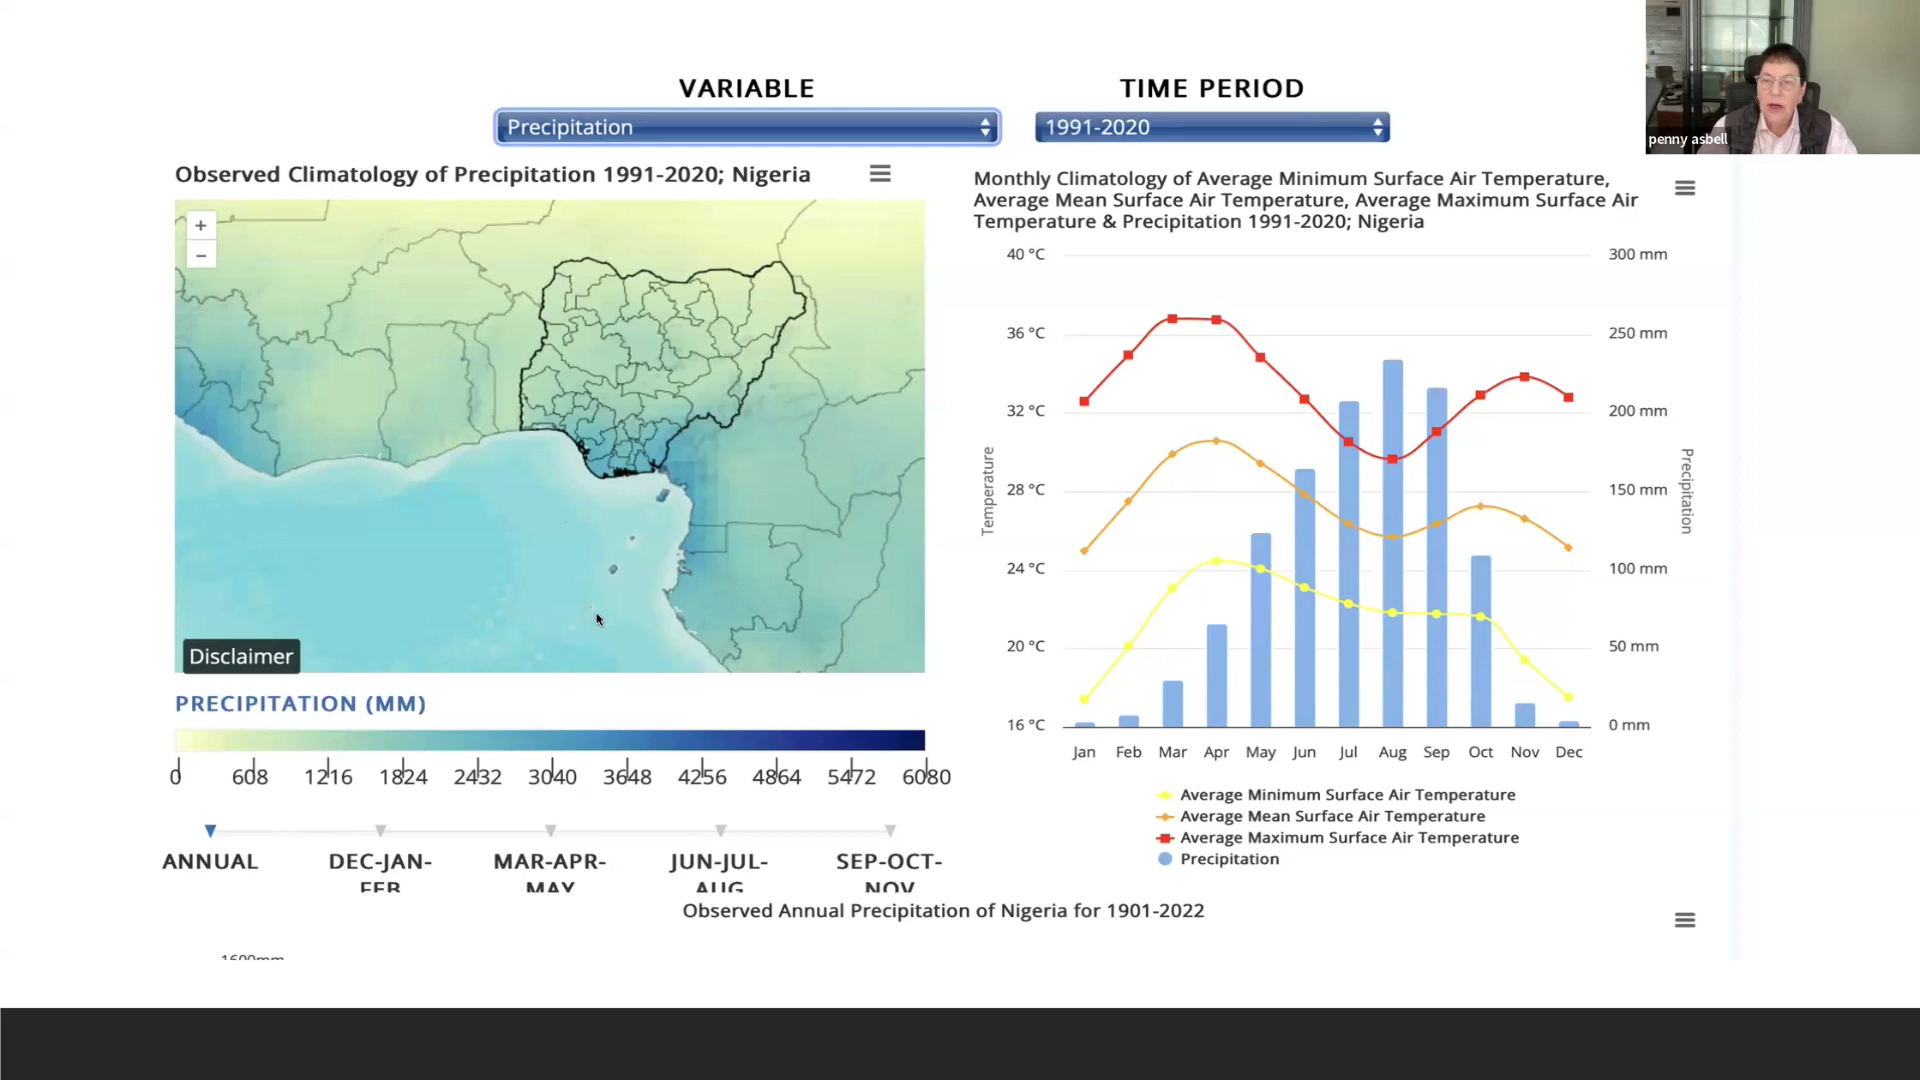 VARIABLE
Precipitation
TIME PERIOD
1991-2020
penny asbell
Observed Climatology of Precipitation 1991-2020; Nigeria
+
−
Disclaimer
PRECIPITATION (MM)
0 608 1216 1824 2432 3040 3648 4256 4864 5472 6080
ANNUAL
DEC-JAN-
FEB
MAR-APR-
MAY
JUN-JUL-
AUG
SEP-OCT-
NOV
Monthly Climatology of Average Minimum Surface Air Temperature,
Average Mean Surface Air Temperature, Average Maximum Surface Air
Temperature & Precipitation 1991-2020; Nigeria
40 °C
36 °C
32 °C
28 °C
24 °C
20 °C
16 °C
Temperature
300 mm
250 mm
200 mm
150 mm
100 mm
50 mm
0 mm
Precipitation
Jan Feb Mar Apr May Jun Jul Aug Sep Oct Nov Dec
Average Minimum Surface Air Temperature
Average Mean Surface Air Temperature
Average Maximum Surface Air Temperature
Precipitation
Observed Annual Precipitation of Nigeria for 1901-2022
1600mm